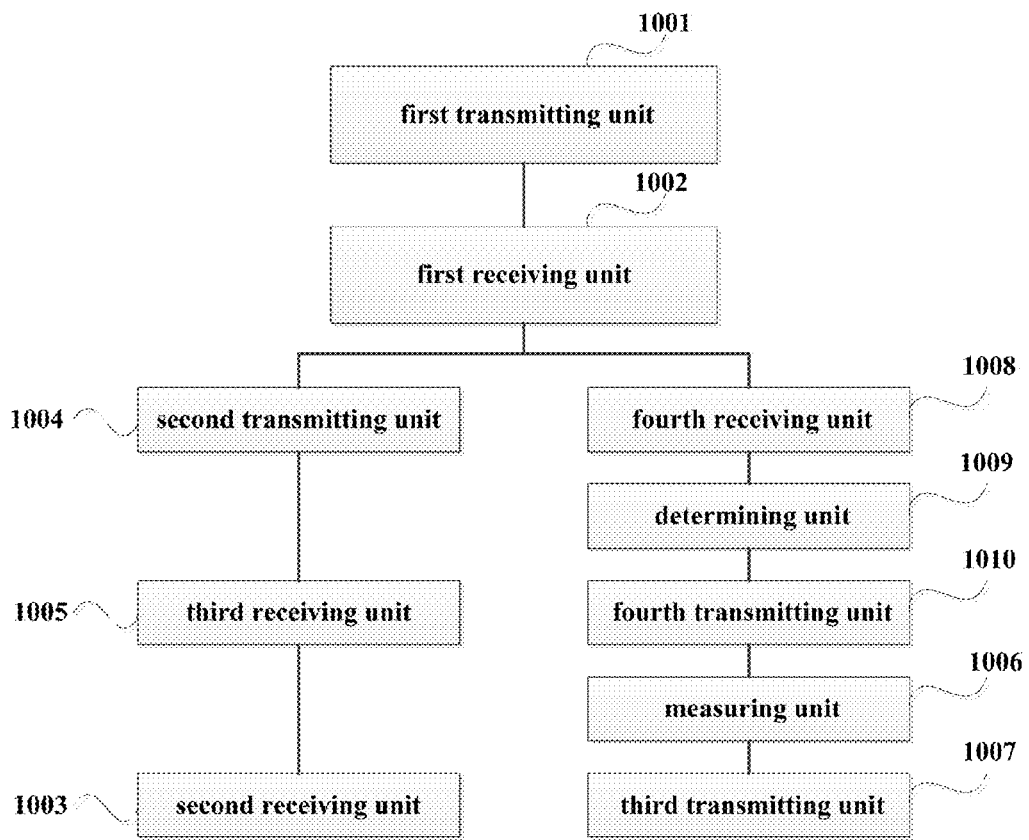 1001
first transmitting unit
1002
first receiving unit
1004
second transmitting unit
1008
fourth receiving unit
1009
determining unit
1005
third receiving unit
1010
fourth transmitting unit
1006
measuring unit
1003
second receiving unit
1007
third transmitting unit